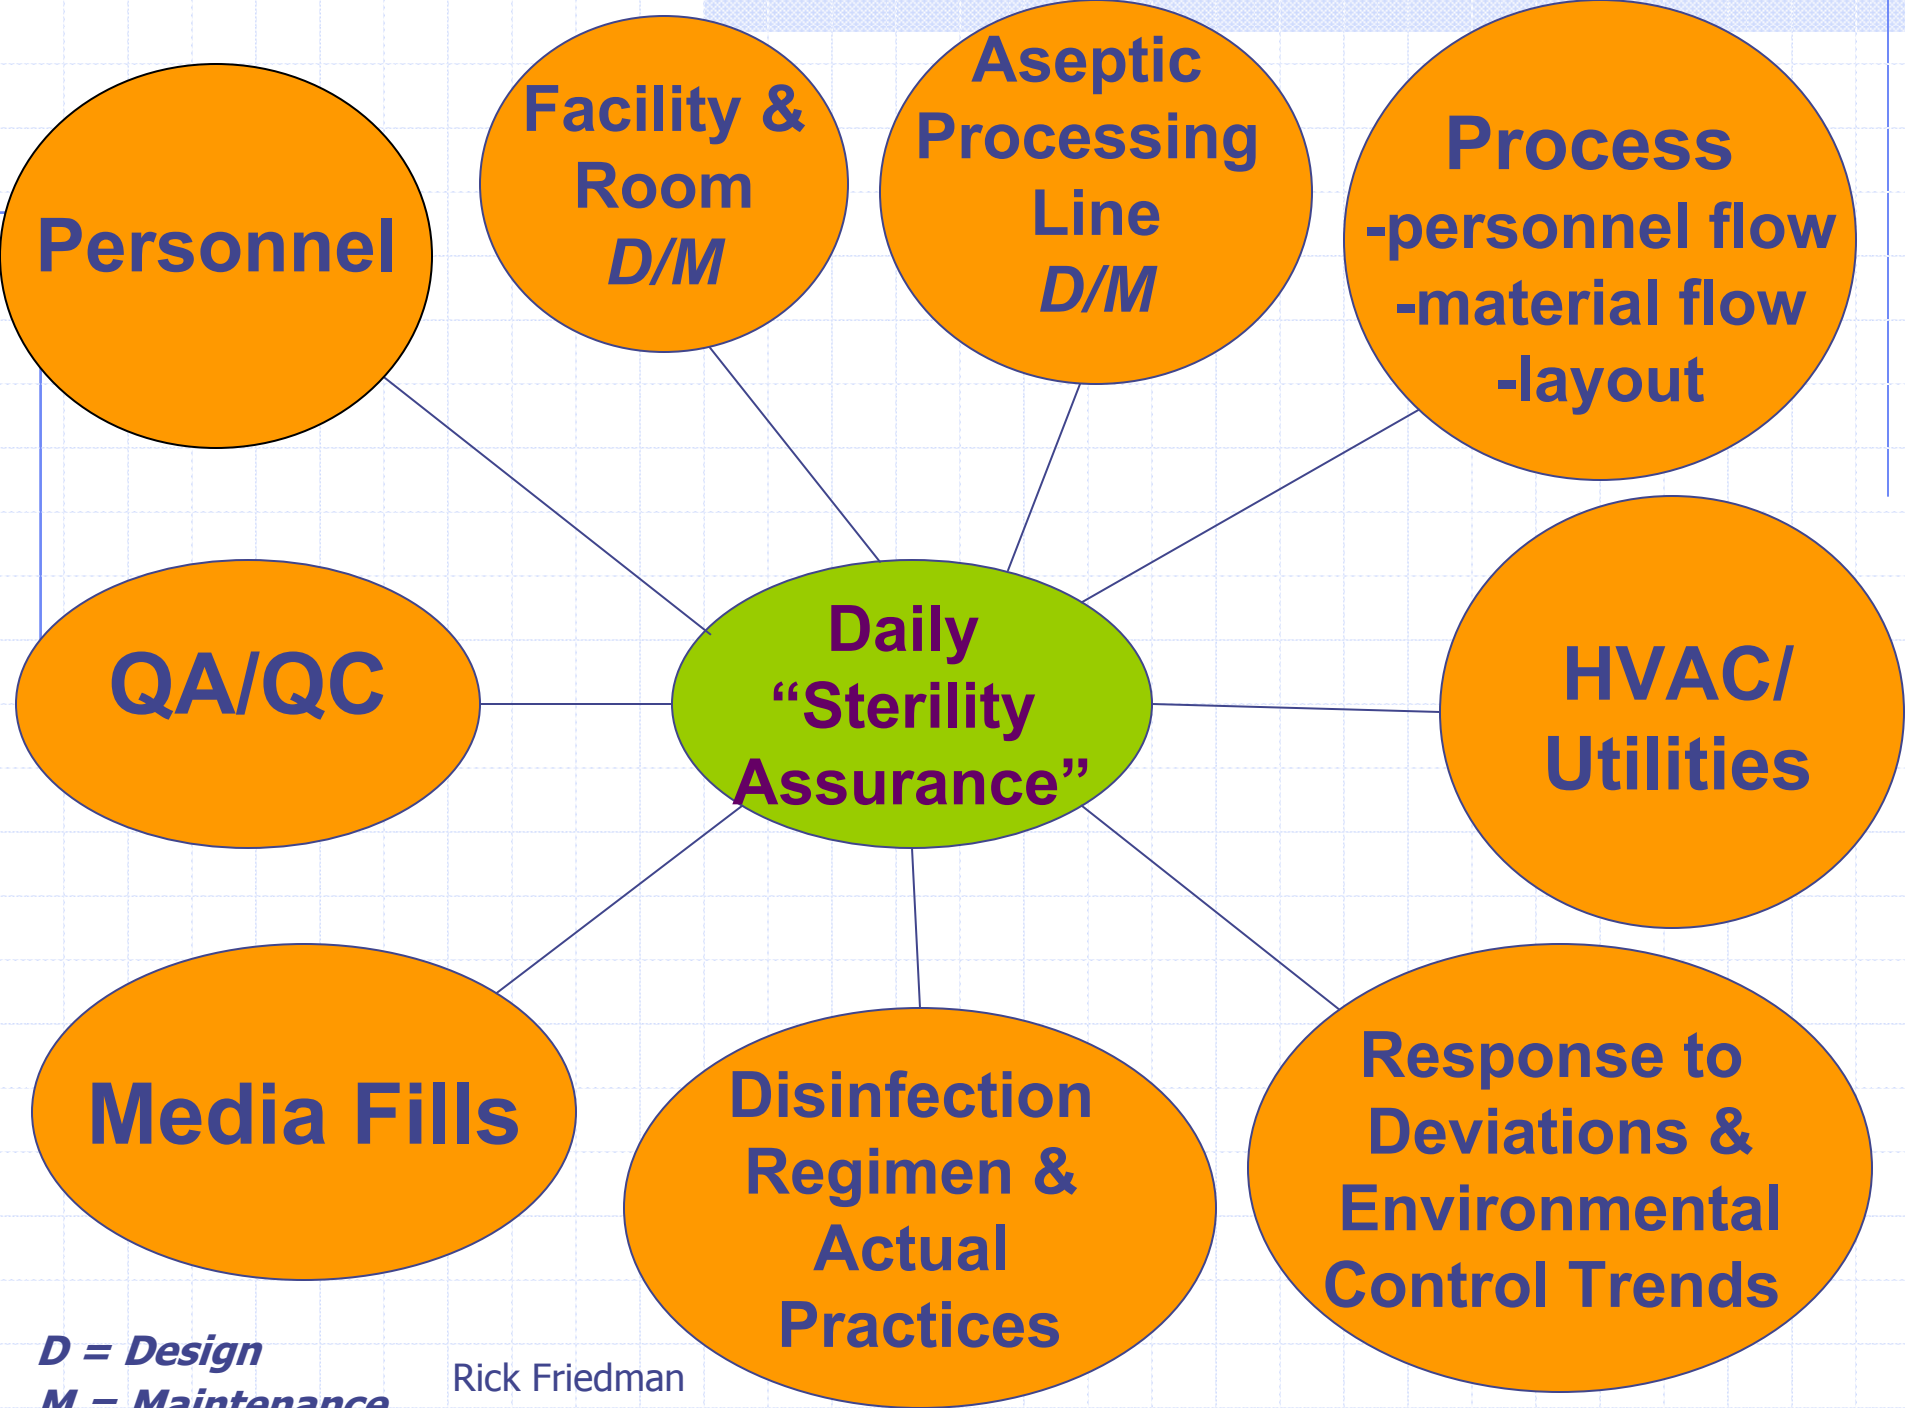 Personnel
Facility &
Room
D/M
Aseptic
Processing
Line
D/M
Process
-personnel flow
-material flow
-layout
QA/QC
Daily
“Sterility
Assurance”
HVAC/
Utilities
Media Fills
Disinfection
Regimen &
Actual
Practices
Response to
Deviations &
Environmental
Control Trends
D = Design
M = Maintenance
Rick Friedman